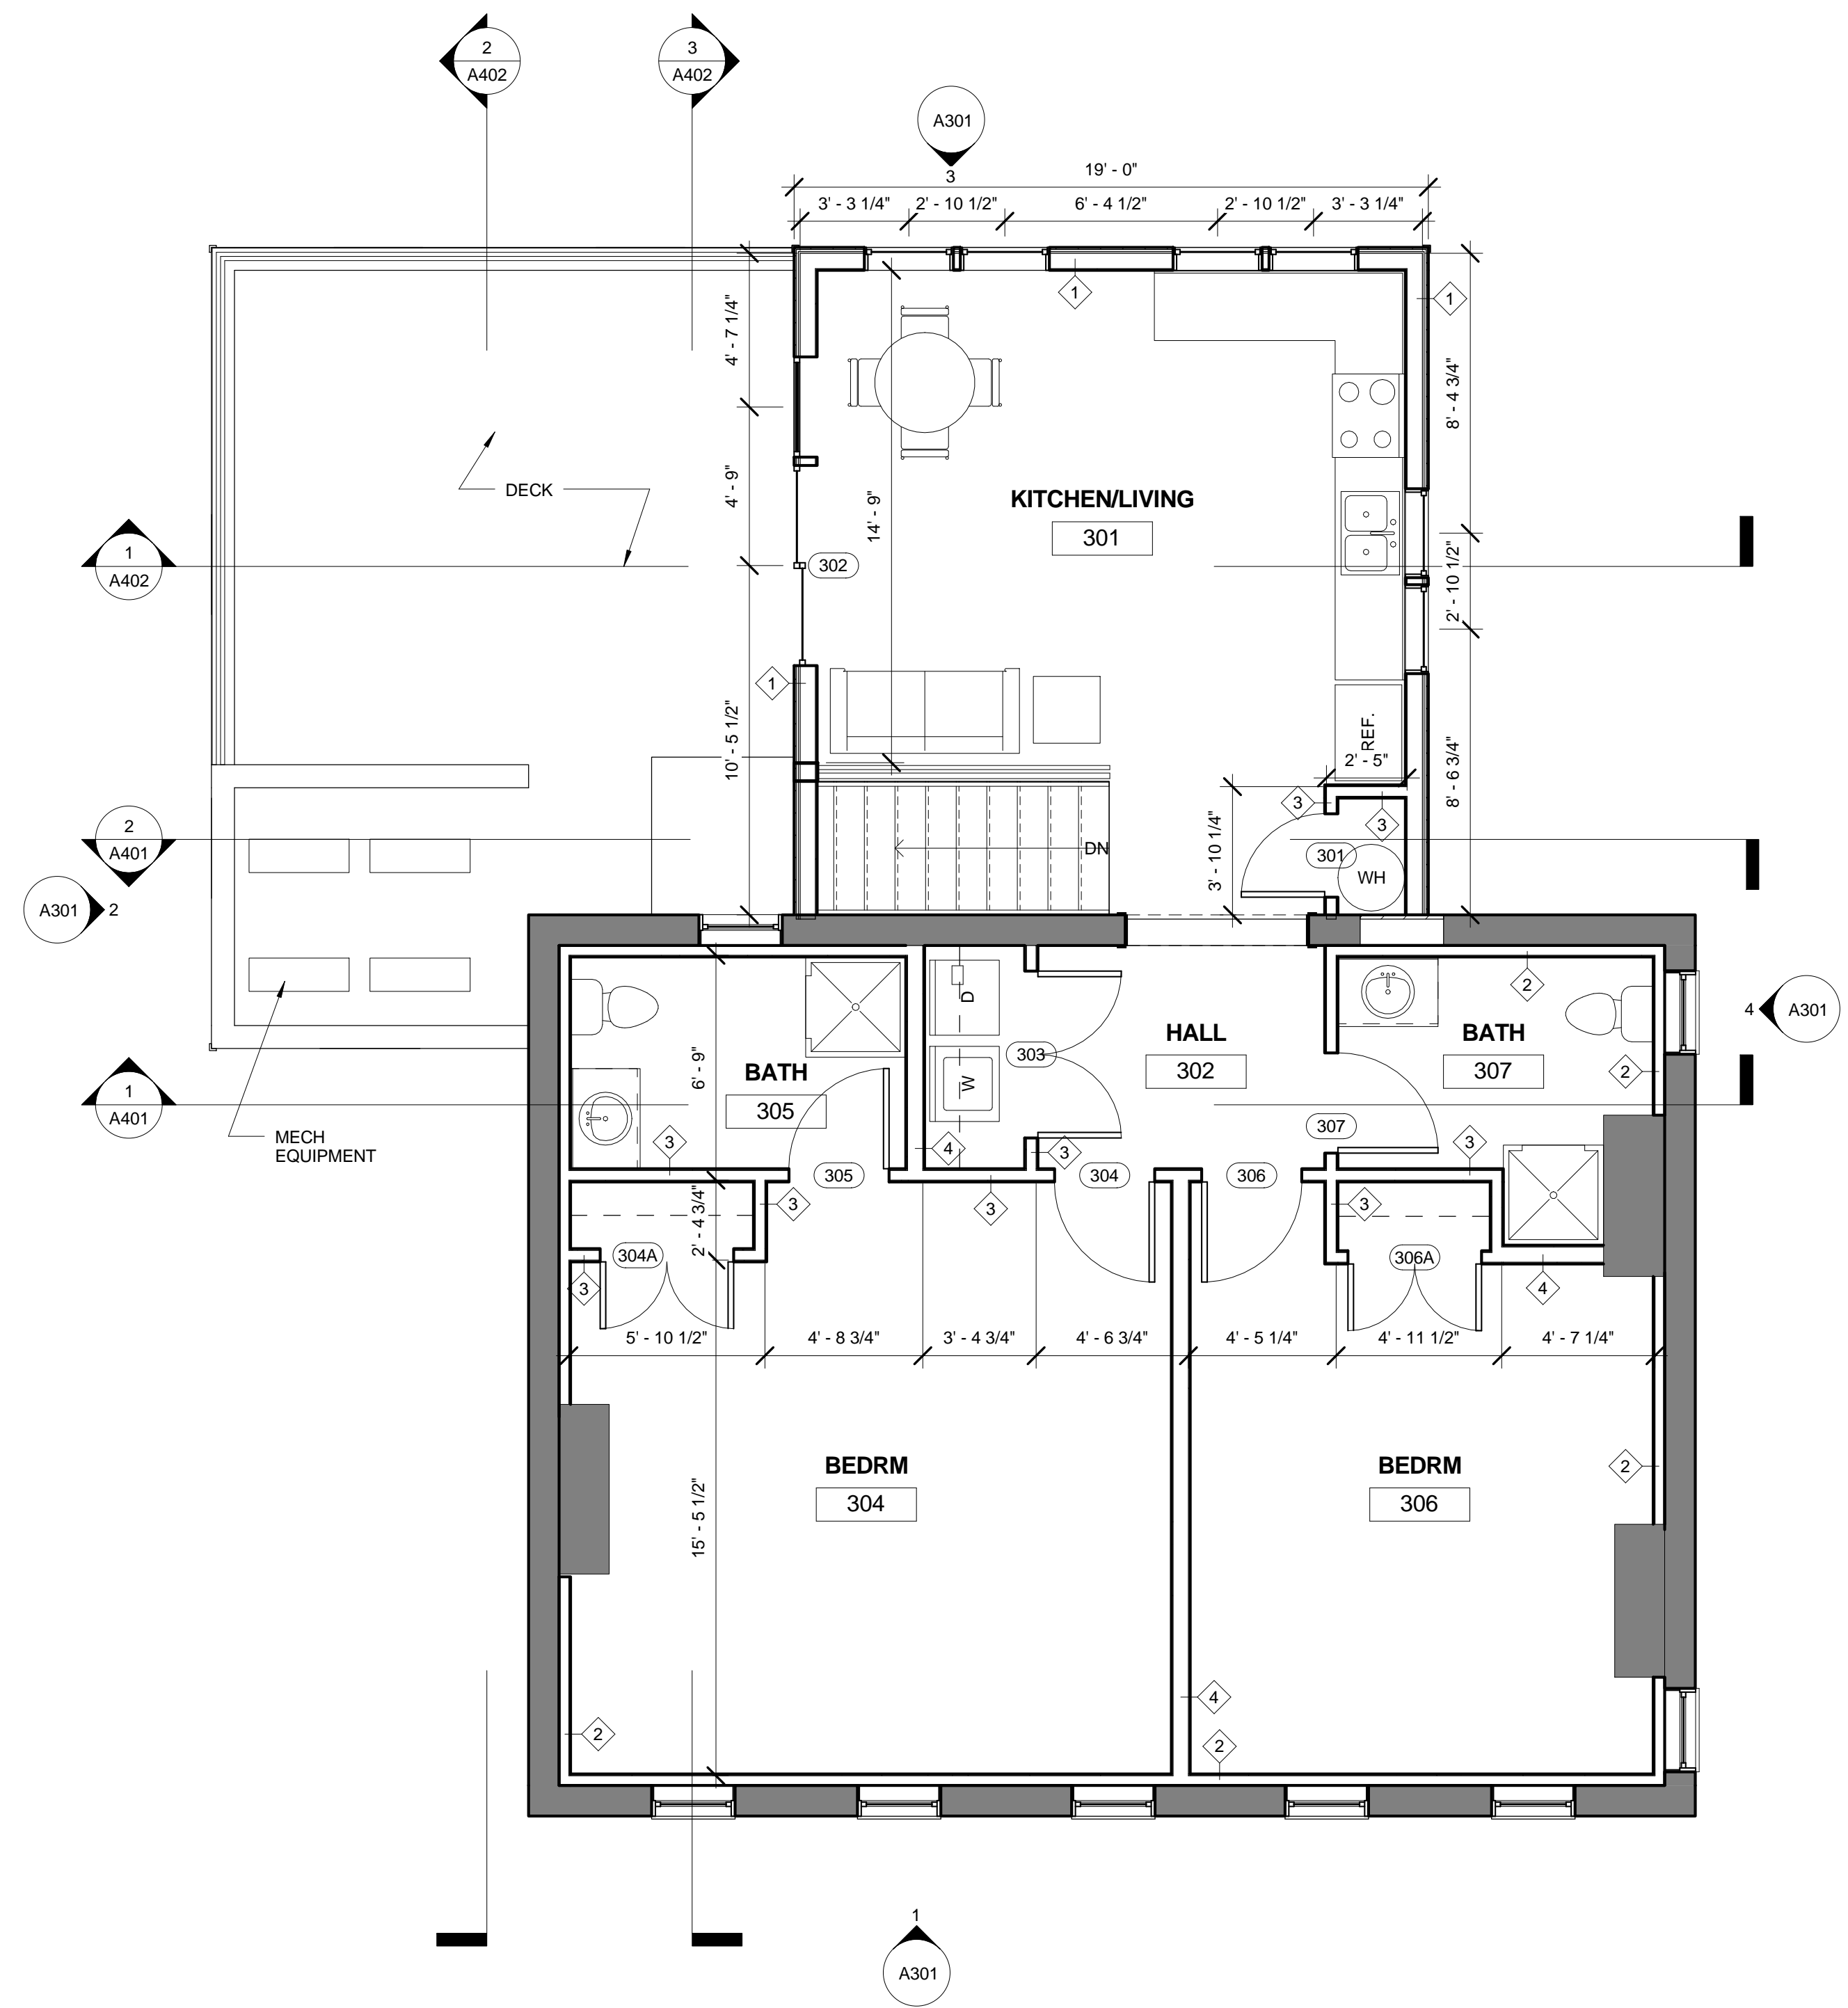 2
A402
3
A402
A301
3
19' - 0"
3' - 3 1/4"
2' - 10 1/2"
6' - 4 1/2"
2' - 10 1/2"
3' - 3 1/4"
4' - 7 1/4"
1
1
8' - 4 3/4"
DECK
4' - 9"
14' - 9"
KITCHEN/LIVING
301
1
A402
302
2' - 10 1/2"
1
10' - 5 1/2"
REF.
2' - 5"
8' - 6 3/4"
3
3
2
A401
3' - 10 1/4"
DN
301
WH
A301
2
D
2
4
A301
HALL
302
BATH
307
303
6' - 9"
BATH
305
W
2
1
A401
MECH
EQUIPMENT
307
3
4
3
3
305
304
306
2' - 4 3/4"
3
3
3
304A
306A
3
4
5' - 10 1/2"
4' - 8 3/4"
3' - 4 3/4"
4' - 6 3/4"
4' - 5 1/4"
4' - 11 1/2"
4' - 7 1/4"
BEDRM
304
BEDRM
306
2
15' - 5 1/2"
4
2
2
1
A301